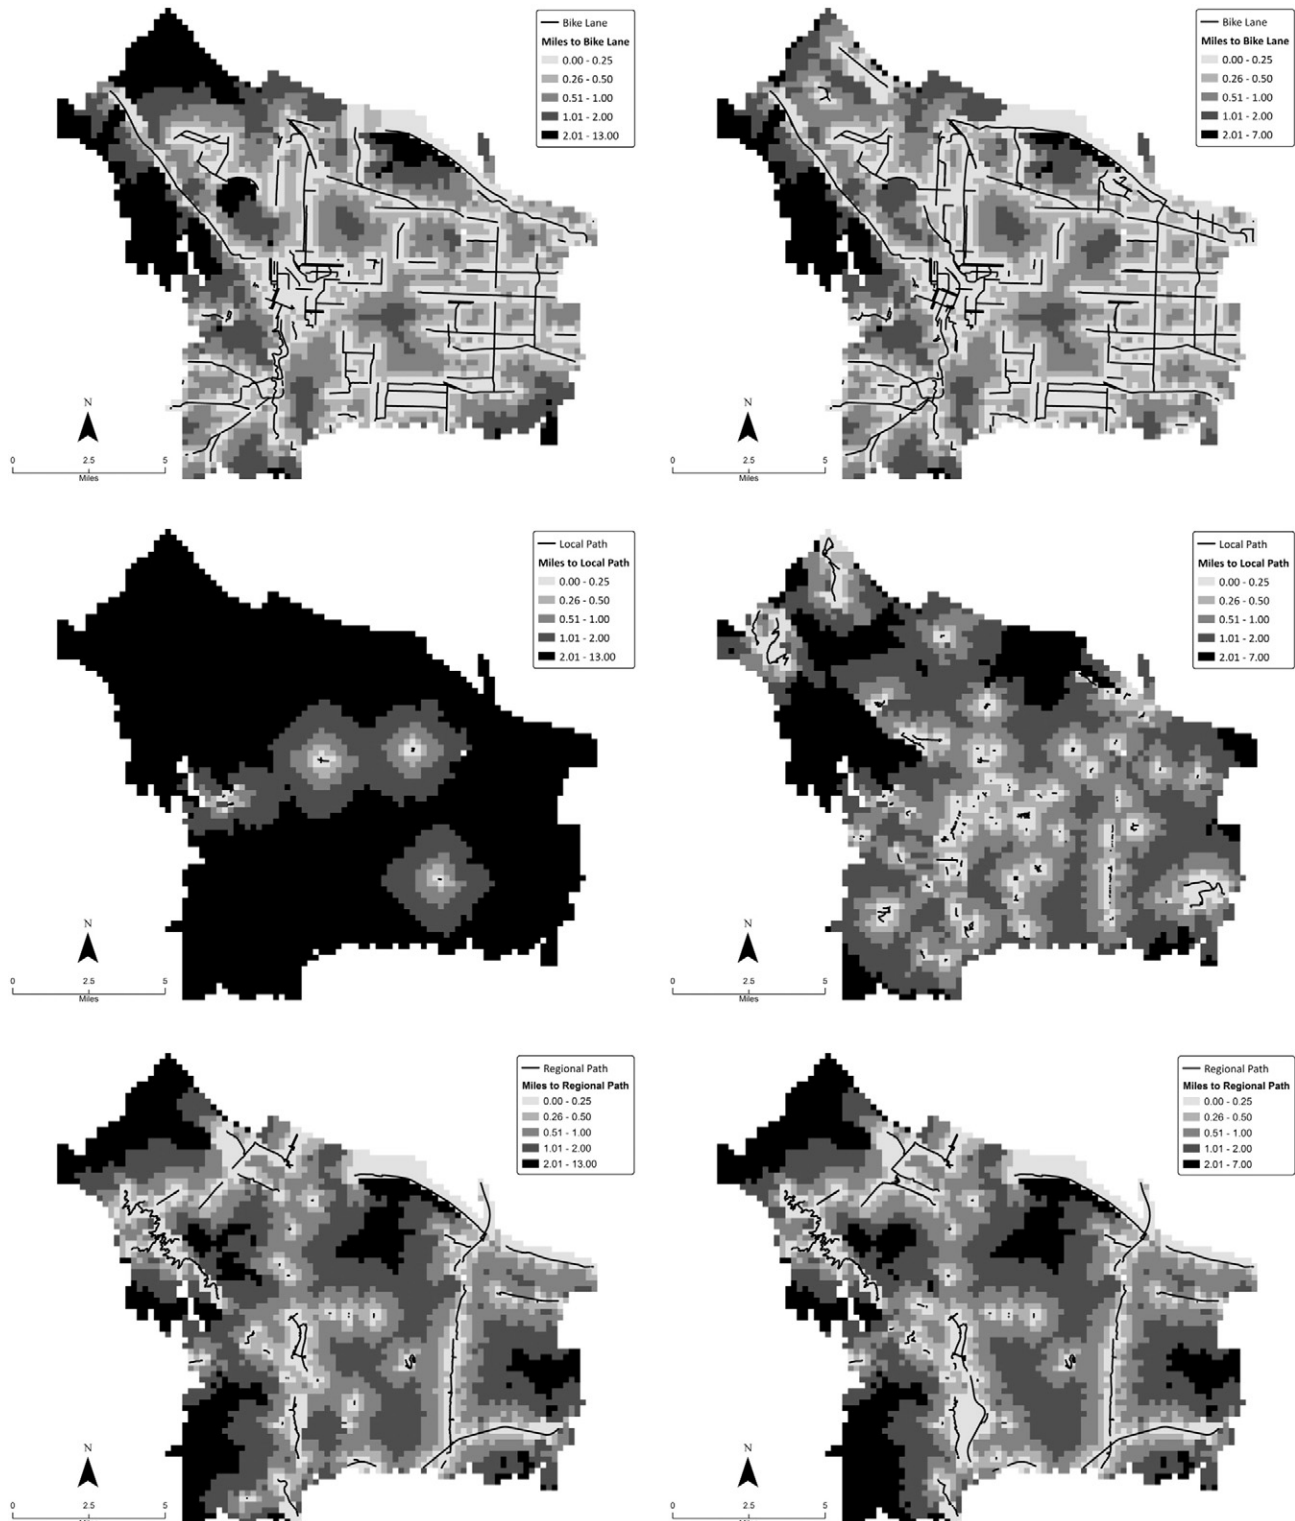 Bike Lane
Miles to Bike Lane
0.00 - 0.25
0.26 - 0.50
0.51 - 1.00
1.01 - 2.00
2.01 - 13.00
N
0 2.5 5
Miles
Bike Lane
Miles to Bike Lane
0.00 - 0.25
0.26 - 0.50
0.51 - 1.00
1.01 - 2.00
2.01 - 7.00
N
0 2.5 5
Miles
Local Path
Miles to Local Path
0.00 - 0.25
0.26 - 0.50
0.51 - 1.00
1.01 - 2.00
2.01 - 13.00
N
0 2.5 5
Miles
Local Path
Miles to Local Path
0.00 - 0.25
0.26 - 0.50
0.51 - 1.00
1.01 - 2.00
2.01 - 7.00
N
0 2.5 5
Miles
Regional Path
Miles to Regional Path
0.00 - 0.25
0.26 - 0.50
0.51 - 1.00
1.01 - 2.00
2.01 - 13.00
N
0 2.5 5
Miles
Regional Path
Miles to Regional Path
0.00 - 0.25
0.26 - 0.50
0.51 - 1.00
1.01 - 2.00
2.01 - 7.00
N
0 2.5 5
Miles